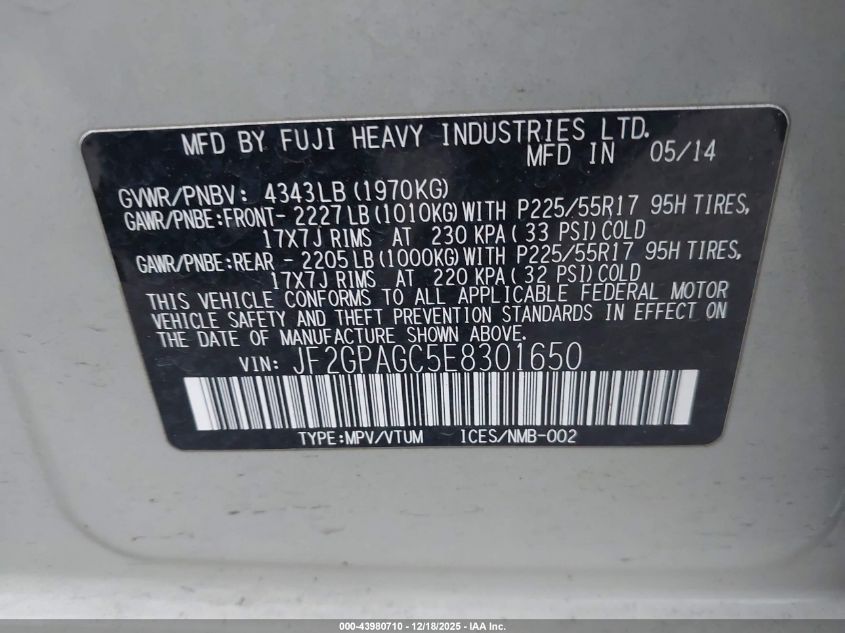 MFD BY FUJI HEAVY INDUSTRIES LTD.
MFD IN 05/14
GVWR/PNBV: 4343LB (1970KG)
GAWR/PNBE:FRONT- 2227LB (1010KG) WITH P225/55R17 95H TIRES,
17X7J RIMS AT 230 KPA( 33 PSI) COLD
GAWR/PNBE:REAR - 2205LB (1000KG) WITH P225/55R17 95H TIRES,
17X7J RIMS AT 220 KPA( 32 PSI) COLD
THIS VEHICLE CONFORMS TO ALL APPLICABLE FEDERAL MOTOR
VEHICLE SAFETY AND THEFT PREVENTION STANDARDS IN EFFECT ON
THE DATE OF MANUFACTURE SHOWN ABOVE.
VIN: JF2GPAGC5E8301650
TYPE:MPV/VTUM ICES/NMB-002
000-43980710 - 12/18/2025 - IAA Inc.